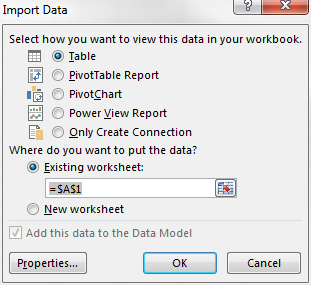 Import Data
Select how you want to view this data in your workbook.
Table
PivotTable Report
PivotChart
Power View Report
Only Create Connection
Where do you want to put the data?
Existing worksheet:
=$A$1
New worksheet
Add this data to the Data Model
Properties...
OK
Cancel